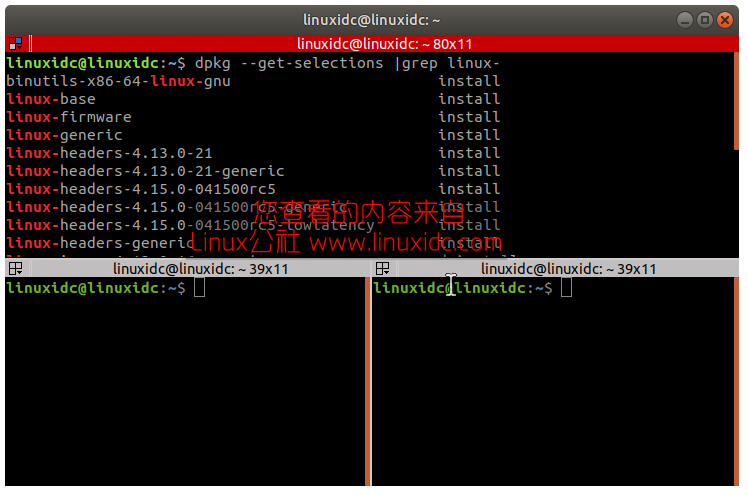 linuxidc@linuxidc: ~
linuxidc@linuxidc: ~ 80x11
linuxidc@linuxidc:~$ dpkg --get-selections |grep linux-
binutils-x86-64-linux-gnu install
linux-base install
linux-firmware install
linux-generic install
linux-headers-4.13.0-21 install
linux-headers-4.13.0-21-generic install
linux-headers-4.15.0-041500rc5 install
linux-headers-4.15.0-041500rc5-generic install
linux-headers-4.15.0-041500rc5-lowlatency install
linux-headers-generic install
您查看的内容来自
Linux公社 www.linuxidc.com
linuxidc@linuxidc: ~ 39x11
linuxidc@linuxidc: ~ 39x11
linuxidc@linuxidc:~$
linuxidc@linuxidc:~$